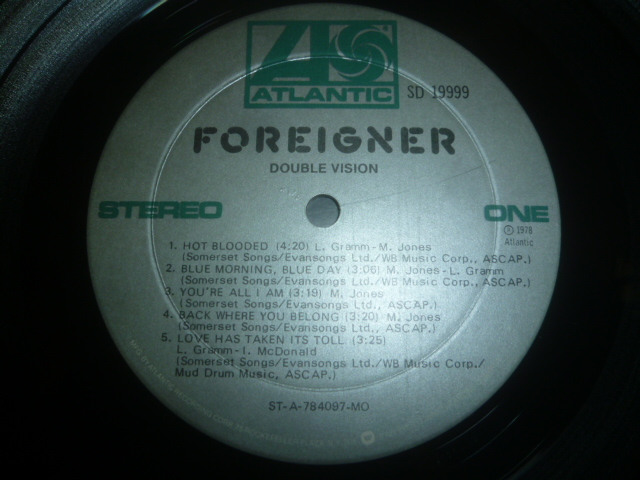 ATLANTIC
SD 19999
FOREIGNER
DOUBLE VISION
STEREO
ONE
℗ 1978
Atlantic
1. HOT BLOODED (4:20) L. Gramm - M. Jones
(Somerset Songs/Evansongs Ltd./WB Music Corp., ASCAP.)
2. BLUE MORNING, BLUE DAY (3:06) M. Jones - L. Gramm
(Somerset Songs/Evansongs Ltd./WB Music Corp., ASCAP.)
3. YOU'RE ALL I AM (3:19) M. Jones
(Somerset Songs/Evansongs Ltd., ASCAP.)
4. BACK WHERE YOU BELONG (3:20) M. Jones
(Somerset Songs/Evansongs Ltd., ASCAP.)
5. LOVE HAS TAKEN ITS TOLL (3:25)
L. Gramm-I. McDonald
(Somerset Songs/Evansongs Ltd./WB Music Corp./
Mud Drum Music, ASCAP.)
ST-A-784097-MO